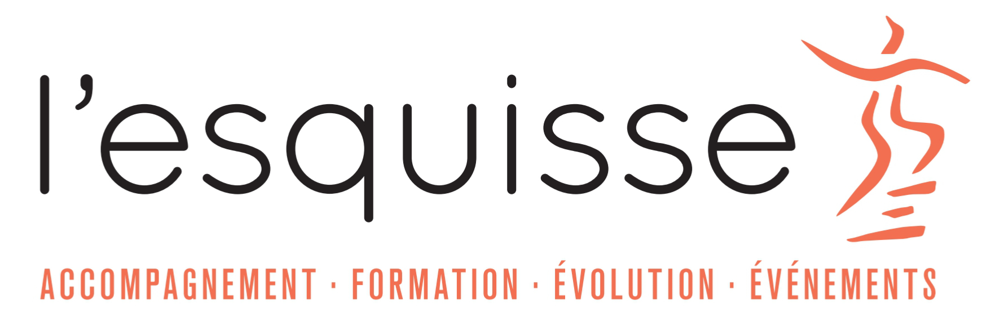 l’esquisse
ACCOMPAGNEMENT · FORMATION · ÉVOLUTION · ÉVÉNEMENTS